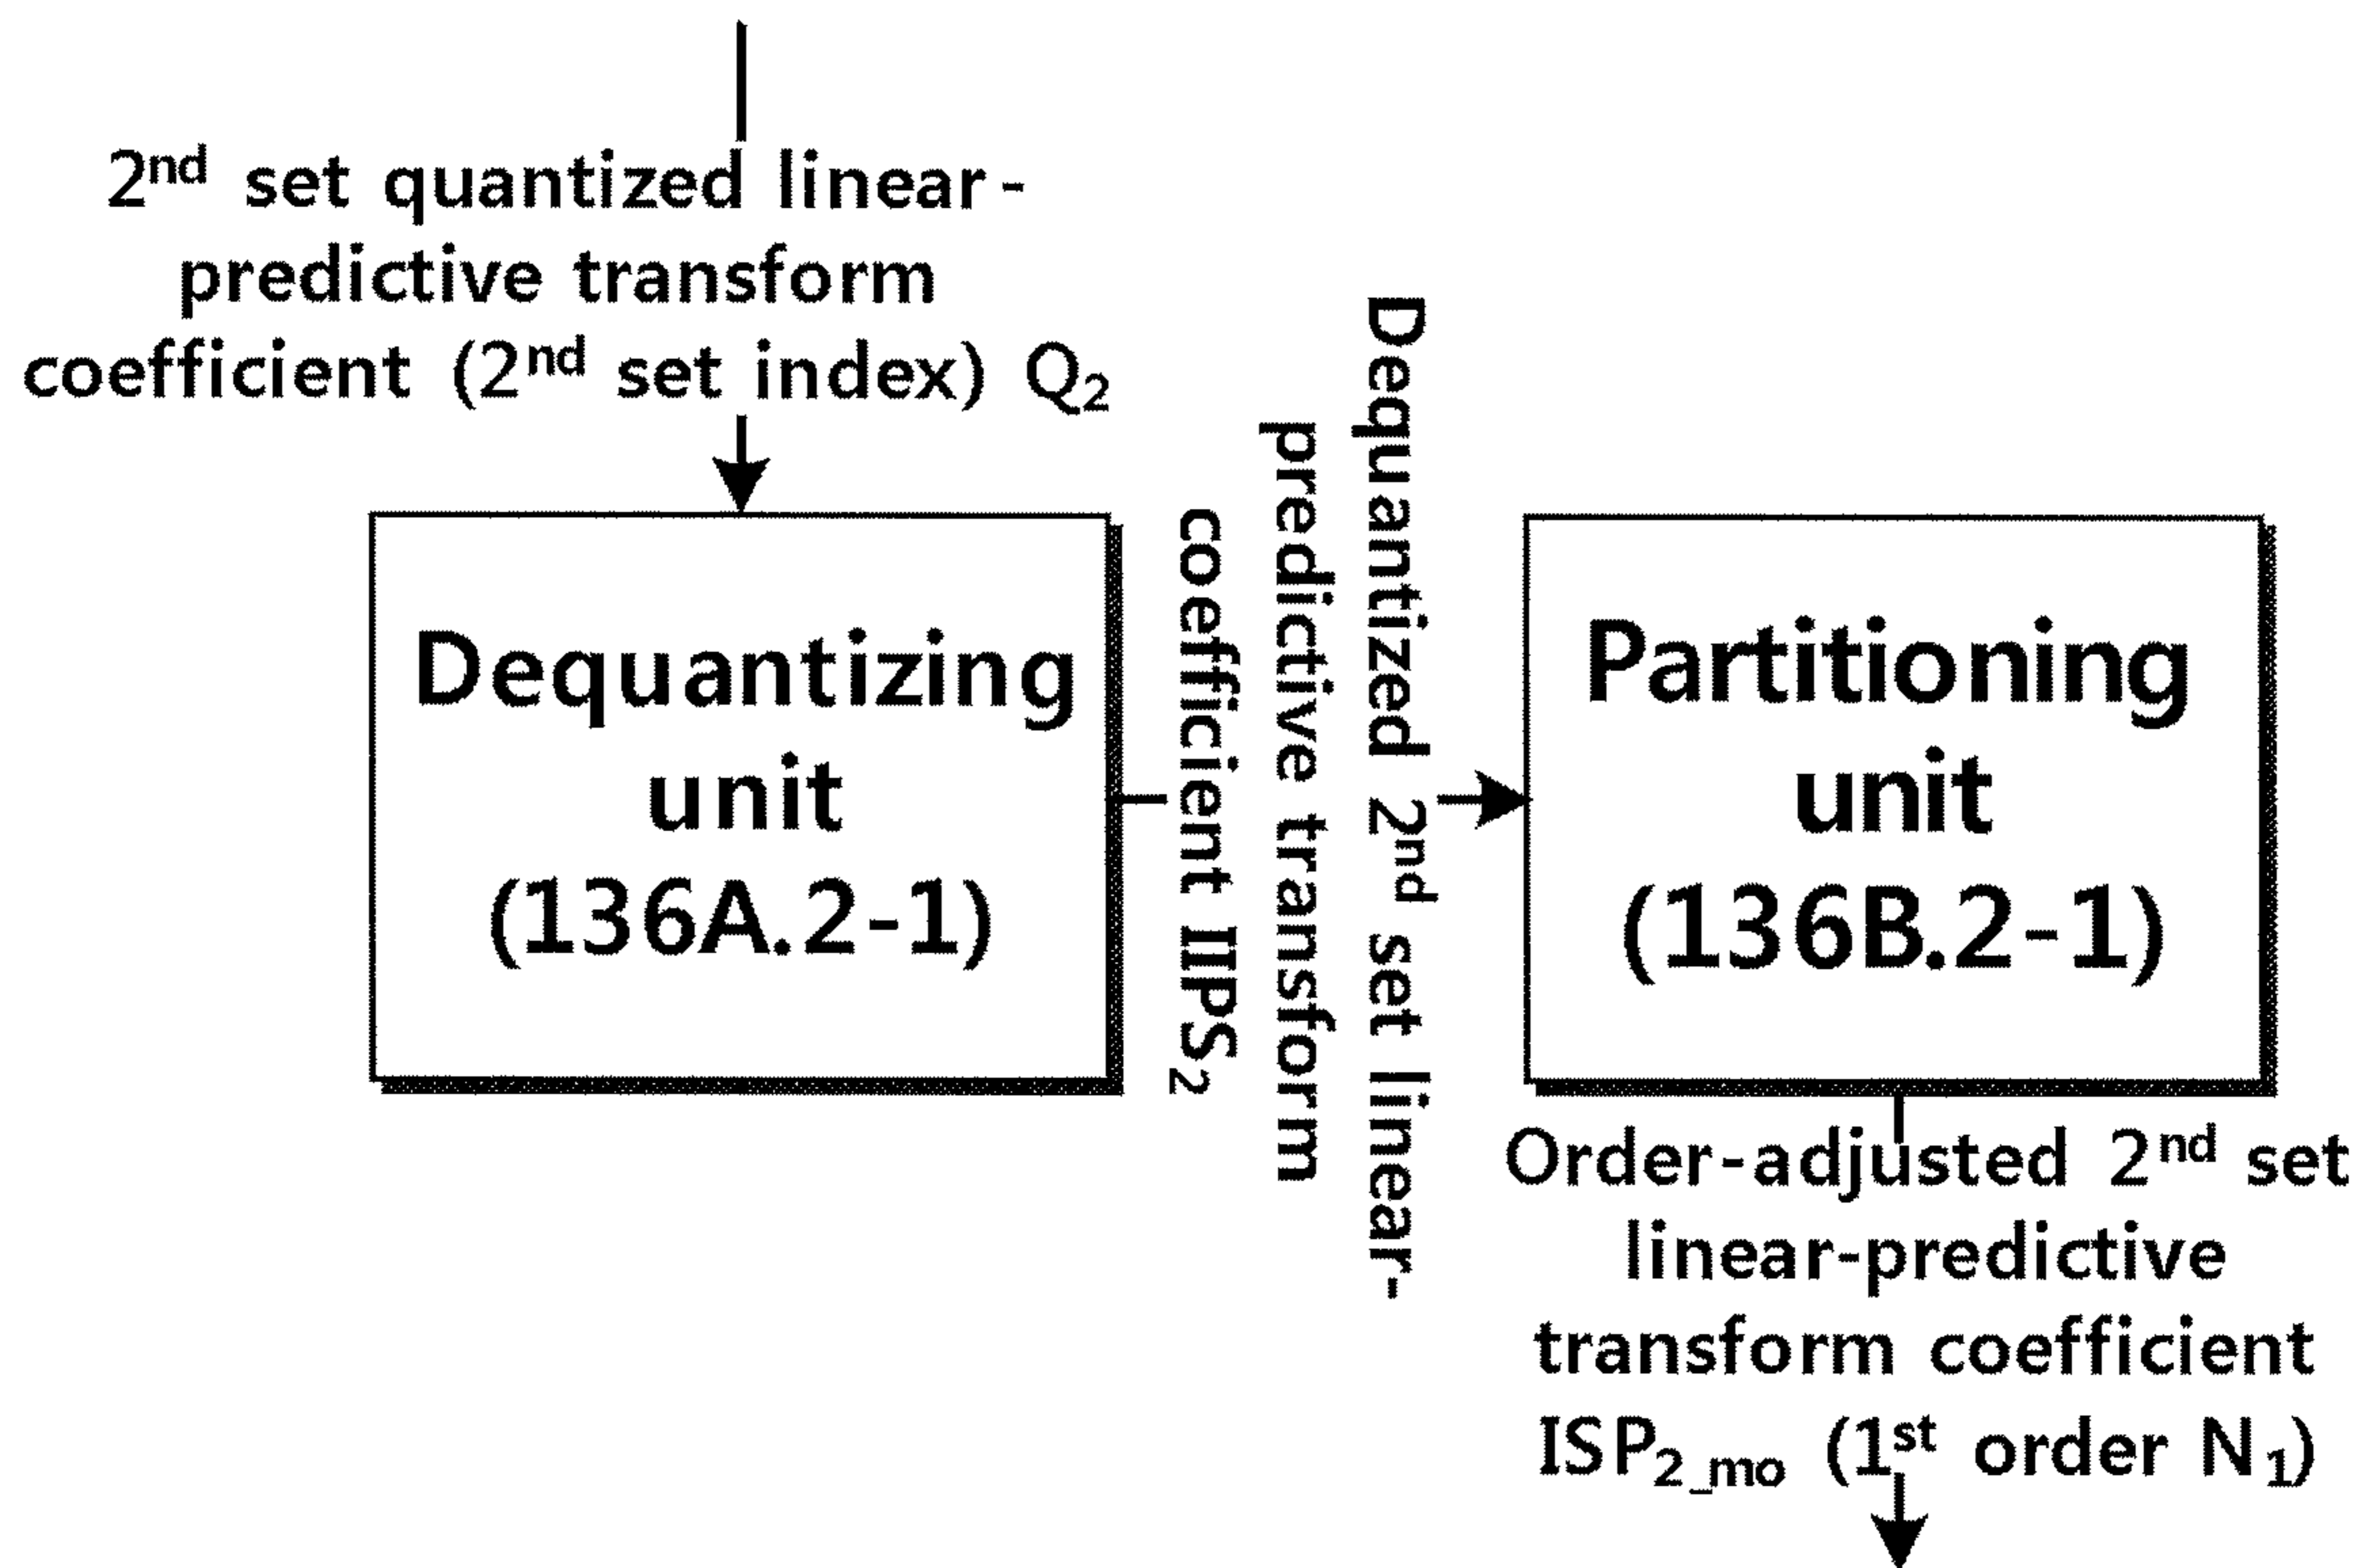 2nd set quantized linear-
predictive transform
coefficient (2nd set index) Q2
Dequantizing
unit
(136A.2-1)
Dequantized 2nd set linear-
predictive transform
coefficient IIPS2
Partitioning
unit
(136B.2-1)
Order-adjusted 2nd set
linear-predictive
transform coefficient
ISP2_mo (1st order N1)